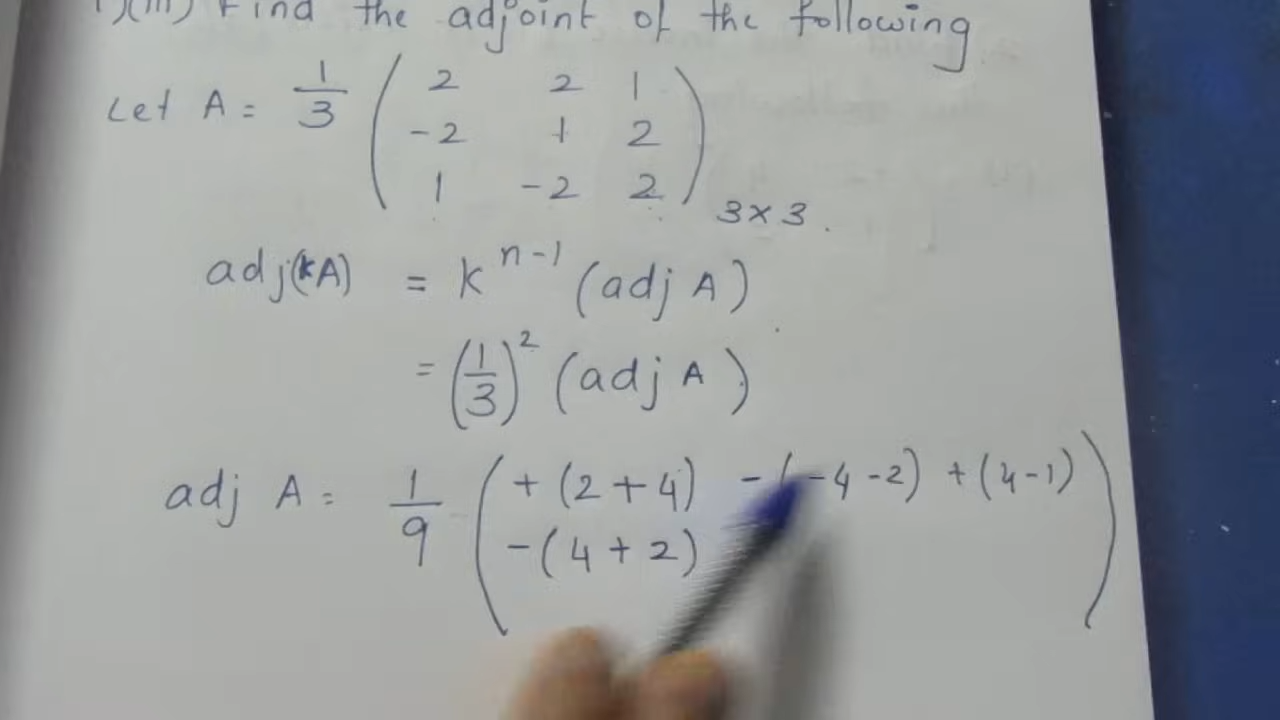 1)(iii) Find the adjoint of the following
Let A = 1/3 ( 2 2 1
-2 1 2
1 -2 2 ) 3×3.
adj(kA) = k^(n-1) (adj A)
= (1/3)^2 (adj A)
adj A = 1/9 ( +(2+4) -(-4-2) +(4-1)
-(4+2) )